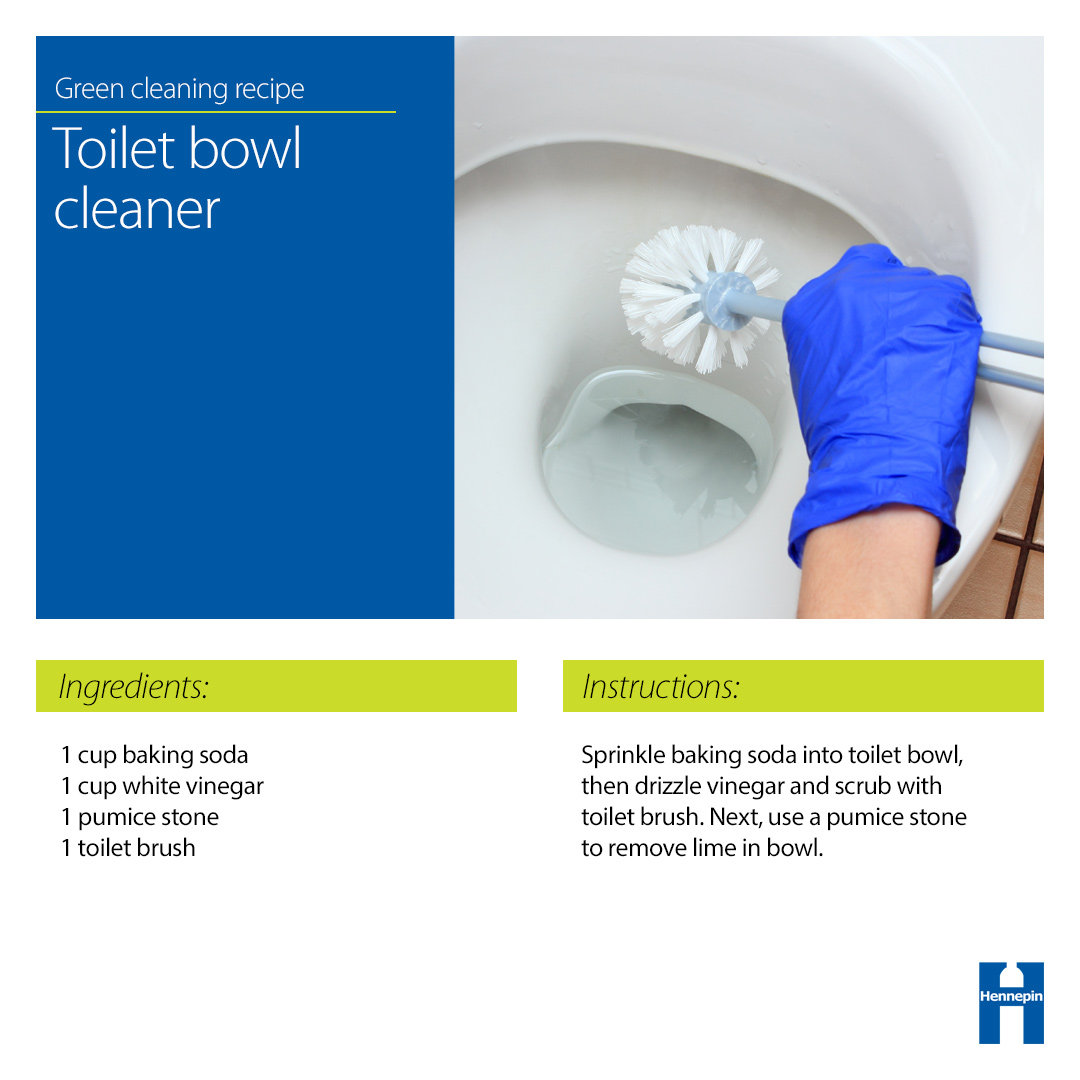 Green cleaning recipe
Toilet bowl
cleaner
Ingredients:
1 cup baking soda
1 cup white vinegar
1 pumice stone
1 toilet brush
Instructions:
Sprinkle baking soda into toilet bowl,
then drizzle vinegar and scrub with
toilet brush. Next, use a pumice stone
to remove lime in bowl.
Hennepin